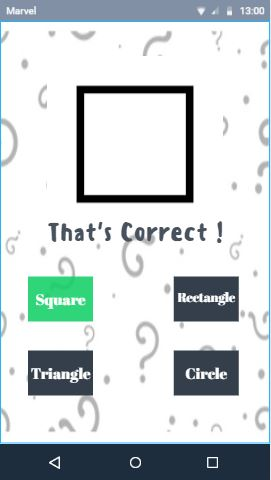 Marvel 13:00
That's Correct !
Square Rectangle
Triangle Circle